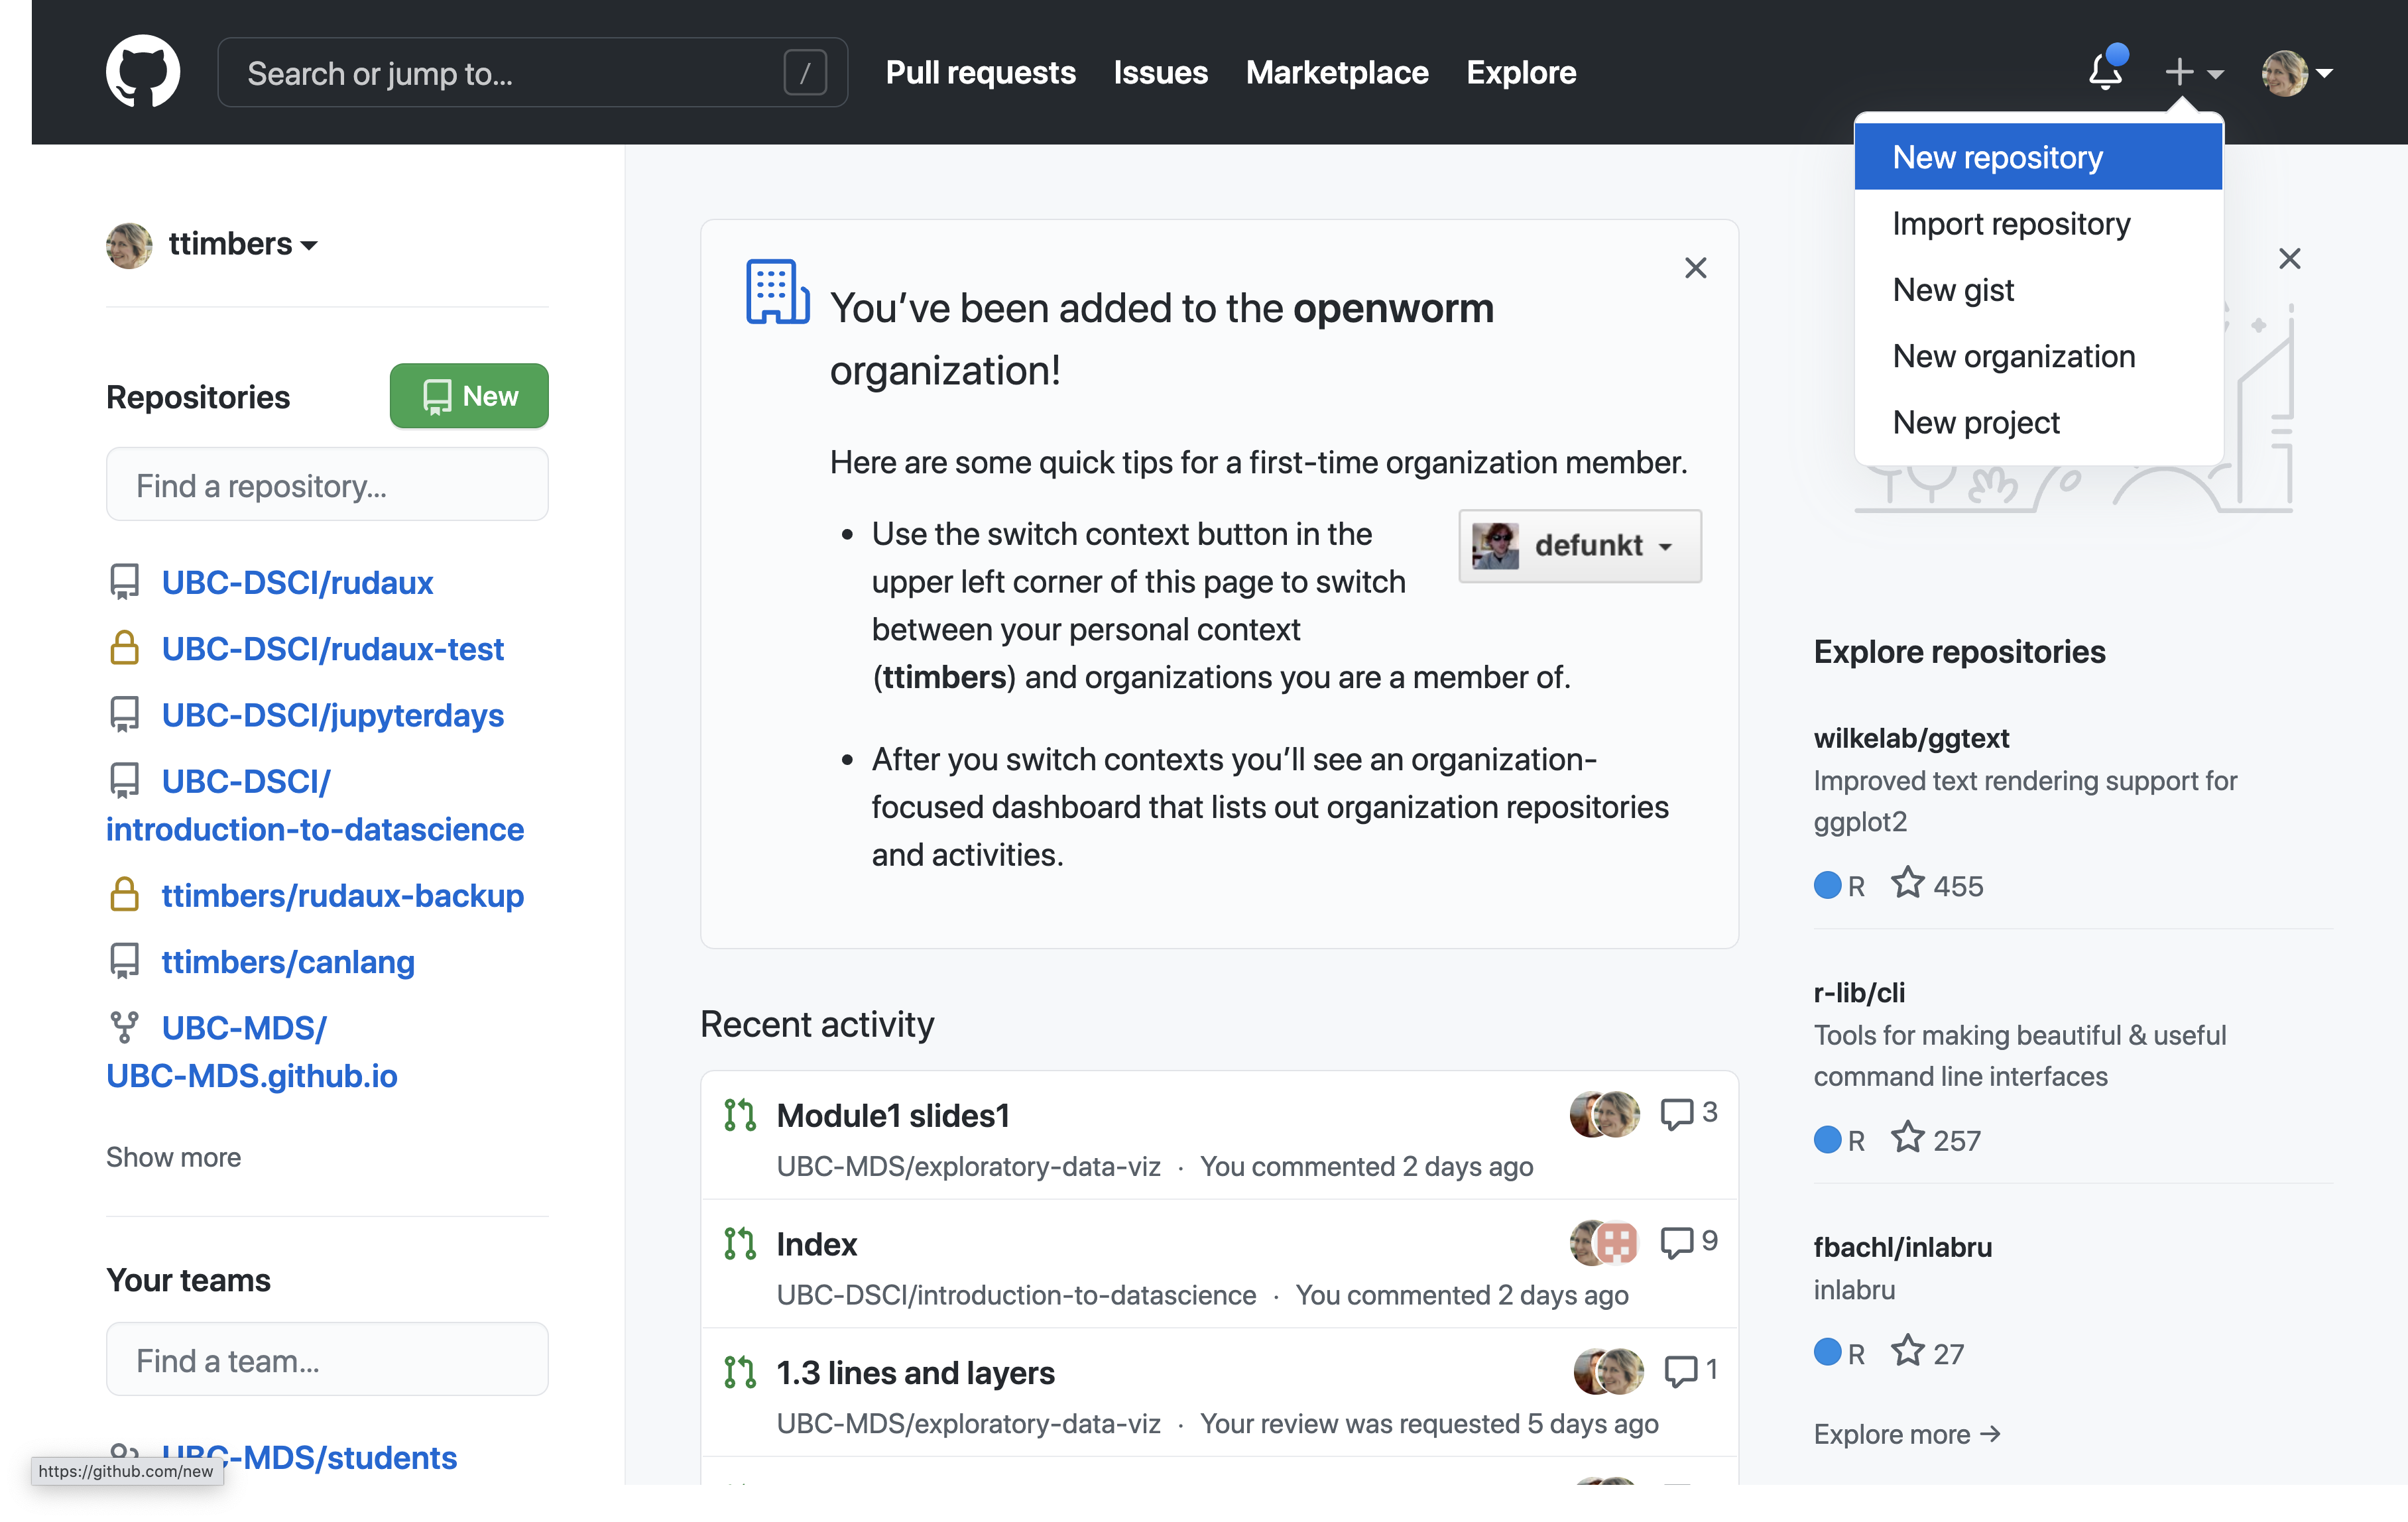 Search or jump to...
/
Pull requests
Issues
Marketplace
Explore
New repository
Import repository
New gist
New organization
New project
ttimbers
Repositories
New
Find a repository...
UBC-DSCI/rudaux
UBC-DSCI/rudaux-test
UBC-DSCI/jupyterdays
UBC-DSCI/
introduction-to-datascience
ttimbers/rudaux-backup
ttimbers/canlang
UBC-MDS/
UBC-MDS.github.io
Show more
Your teams
Find a team...
UBC-MDS/students
https://github.com/new
You’ve been added to the openworm
organization!
Here are some quick tips for a first-time organization member.
• Use the switch context button in the
upper left corner of this page to switch
between your personal context
(ttimbers) and organizations you are a member of.
defunkt
• After you switch contexts you’ll see an organization-
focused dashboard that lists out organization repositories
and activities.
Recent activity
Module1 slides1
3
UBC-MDS/exploratory-data-viz · You commented 2 days ago
Index
9
UBC-DSCI/introduction-to-datascience · You commented 2 days ago
1.3 lines and layers
1
UBC-MDS/exploratory-data-viz · Your review was requested 5 days ago
Explore repositories
wilkelab/ggtext
Improved text rendering support for
ggplot2
R 455
r-lib/cli
Tools for making beautiful & useful
command line interfaces
R 257
fbachl/inlabru
inlabru
R 27
Explore more →